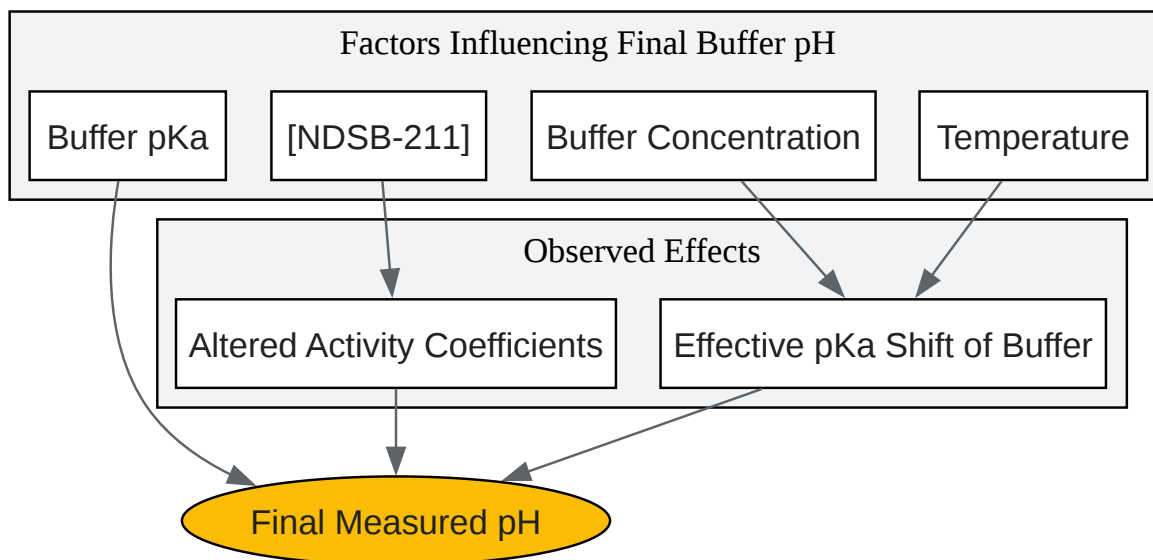 Factors Influencing Final Buffer pH
Buffer pKa
[NDSB-211]
Buffer Concentration
Temperature
Observed Effects
Altered Activity Coefficients
Effective pKa Shift of Buffer
Final Measured pH